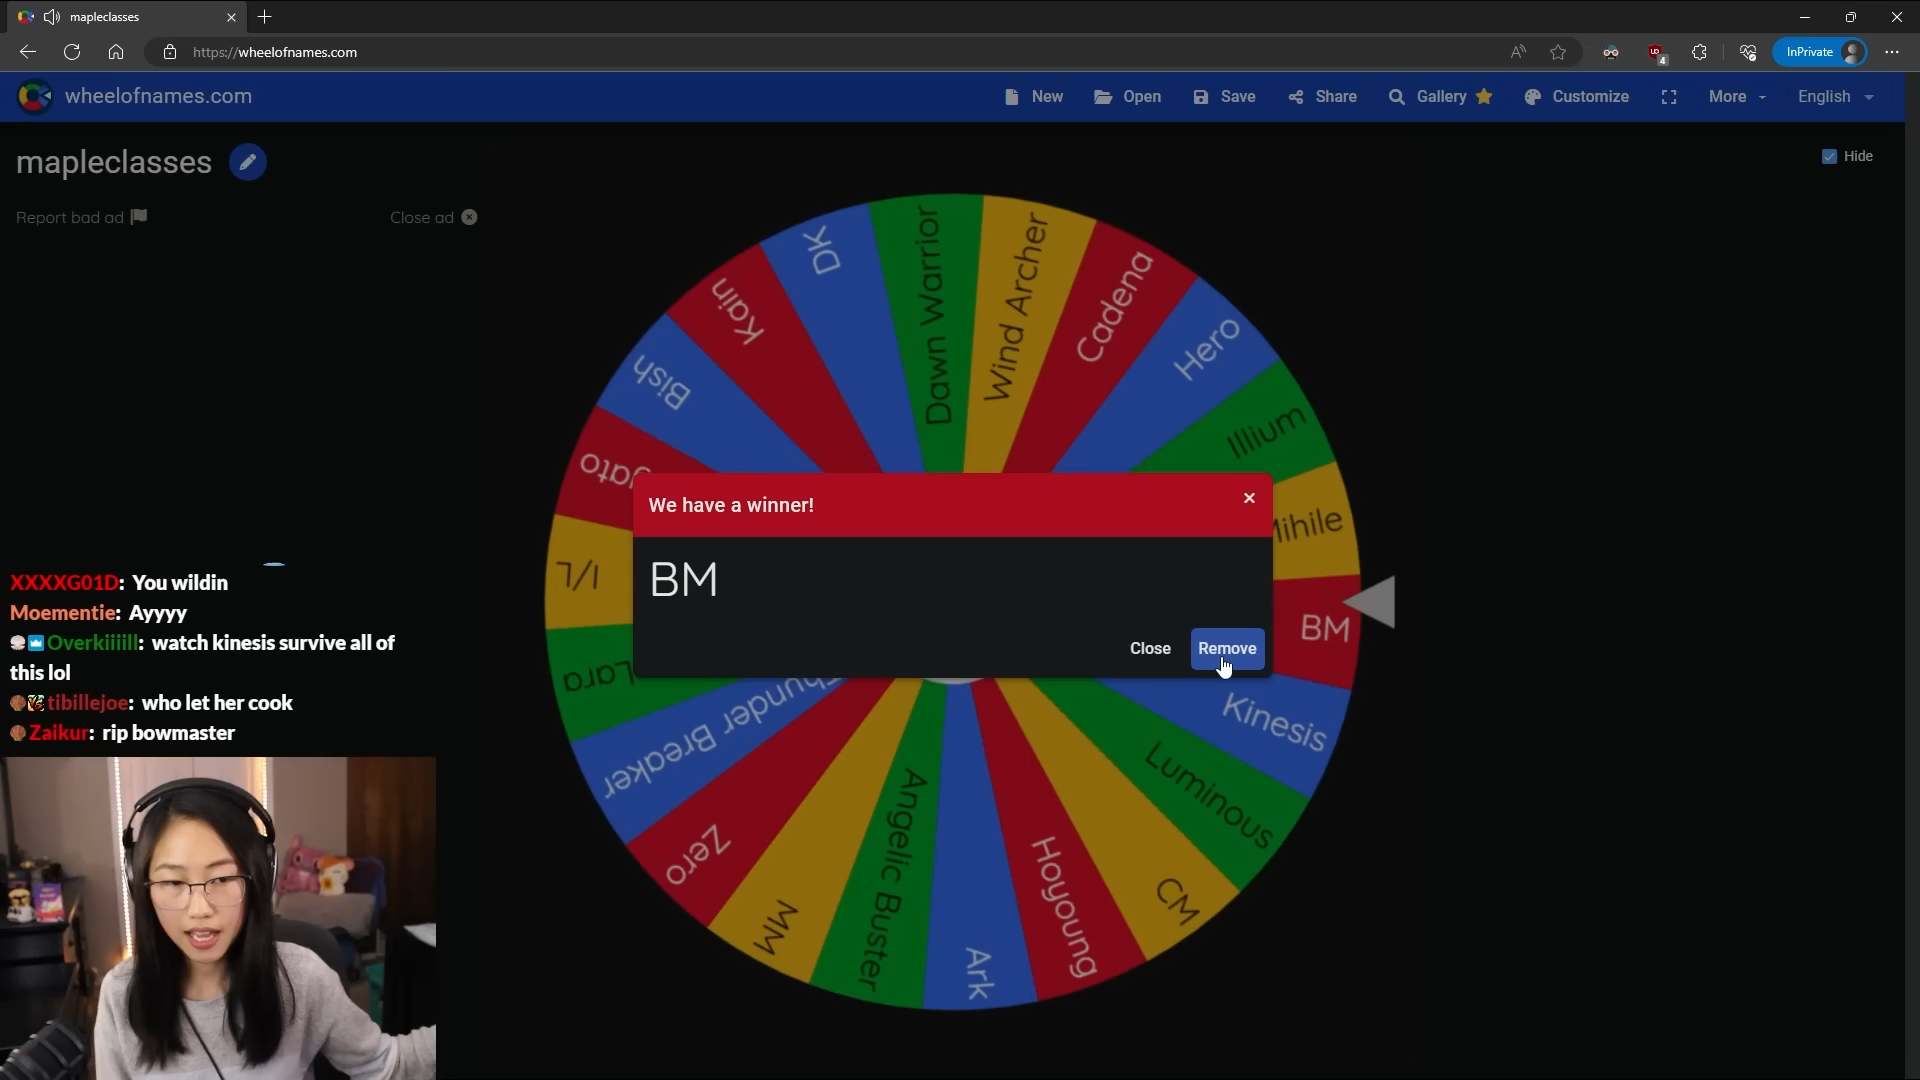 mapleclasses
https://wheelofnames.com
A
4
InPrivate
wheelofnames.com
New
Open
Save
Share
Gallery
Customize
More
English
mapleclasses
Hide
Report bad ad
Close ad
DK
Dawn Warrior
Wind Archer
Cadena
Hero
Illium
BM
Kinesis
Luminous
CM
Hoyoung
Ark
Angelic Buster
MM
Zero
Lara
I/L
Bish
Kain
We have a winner!
BM
Close
Remove
XXXXG01D: You wildin
Moementie: Ayyyy
Overkiiiiill: watch kinesis survive all of
this lol
tibillejoe: who let her cook
Zaikur: rip bowmaster